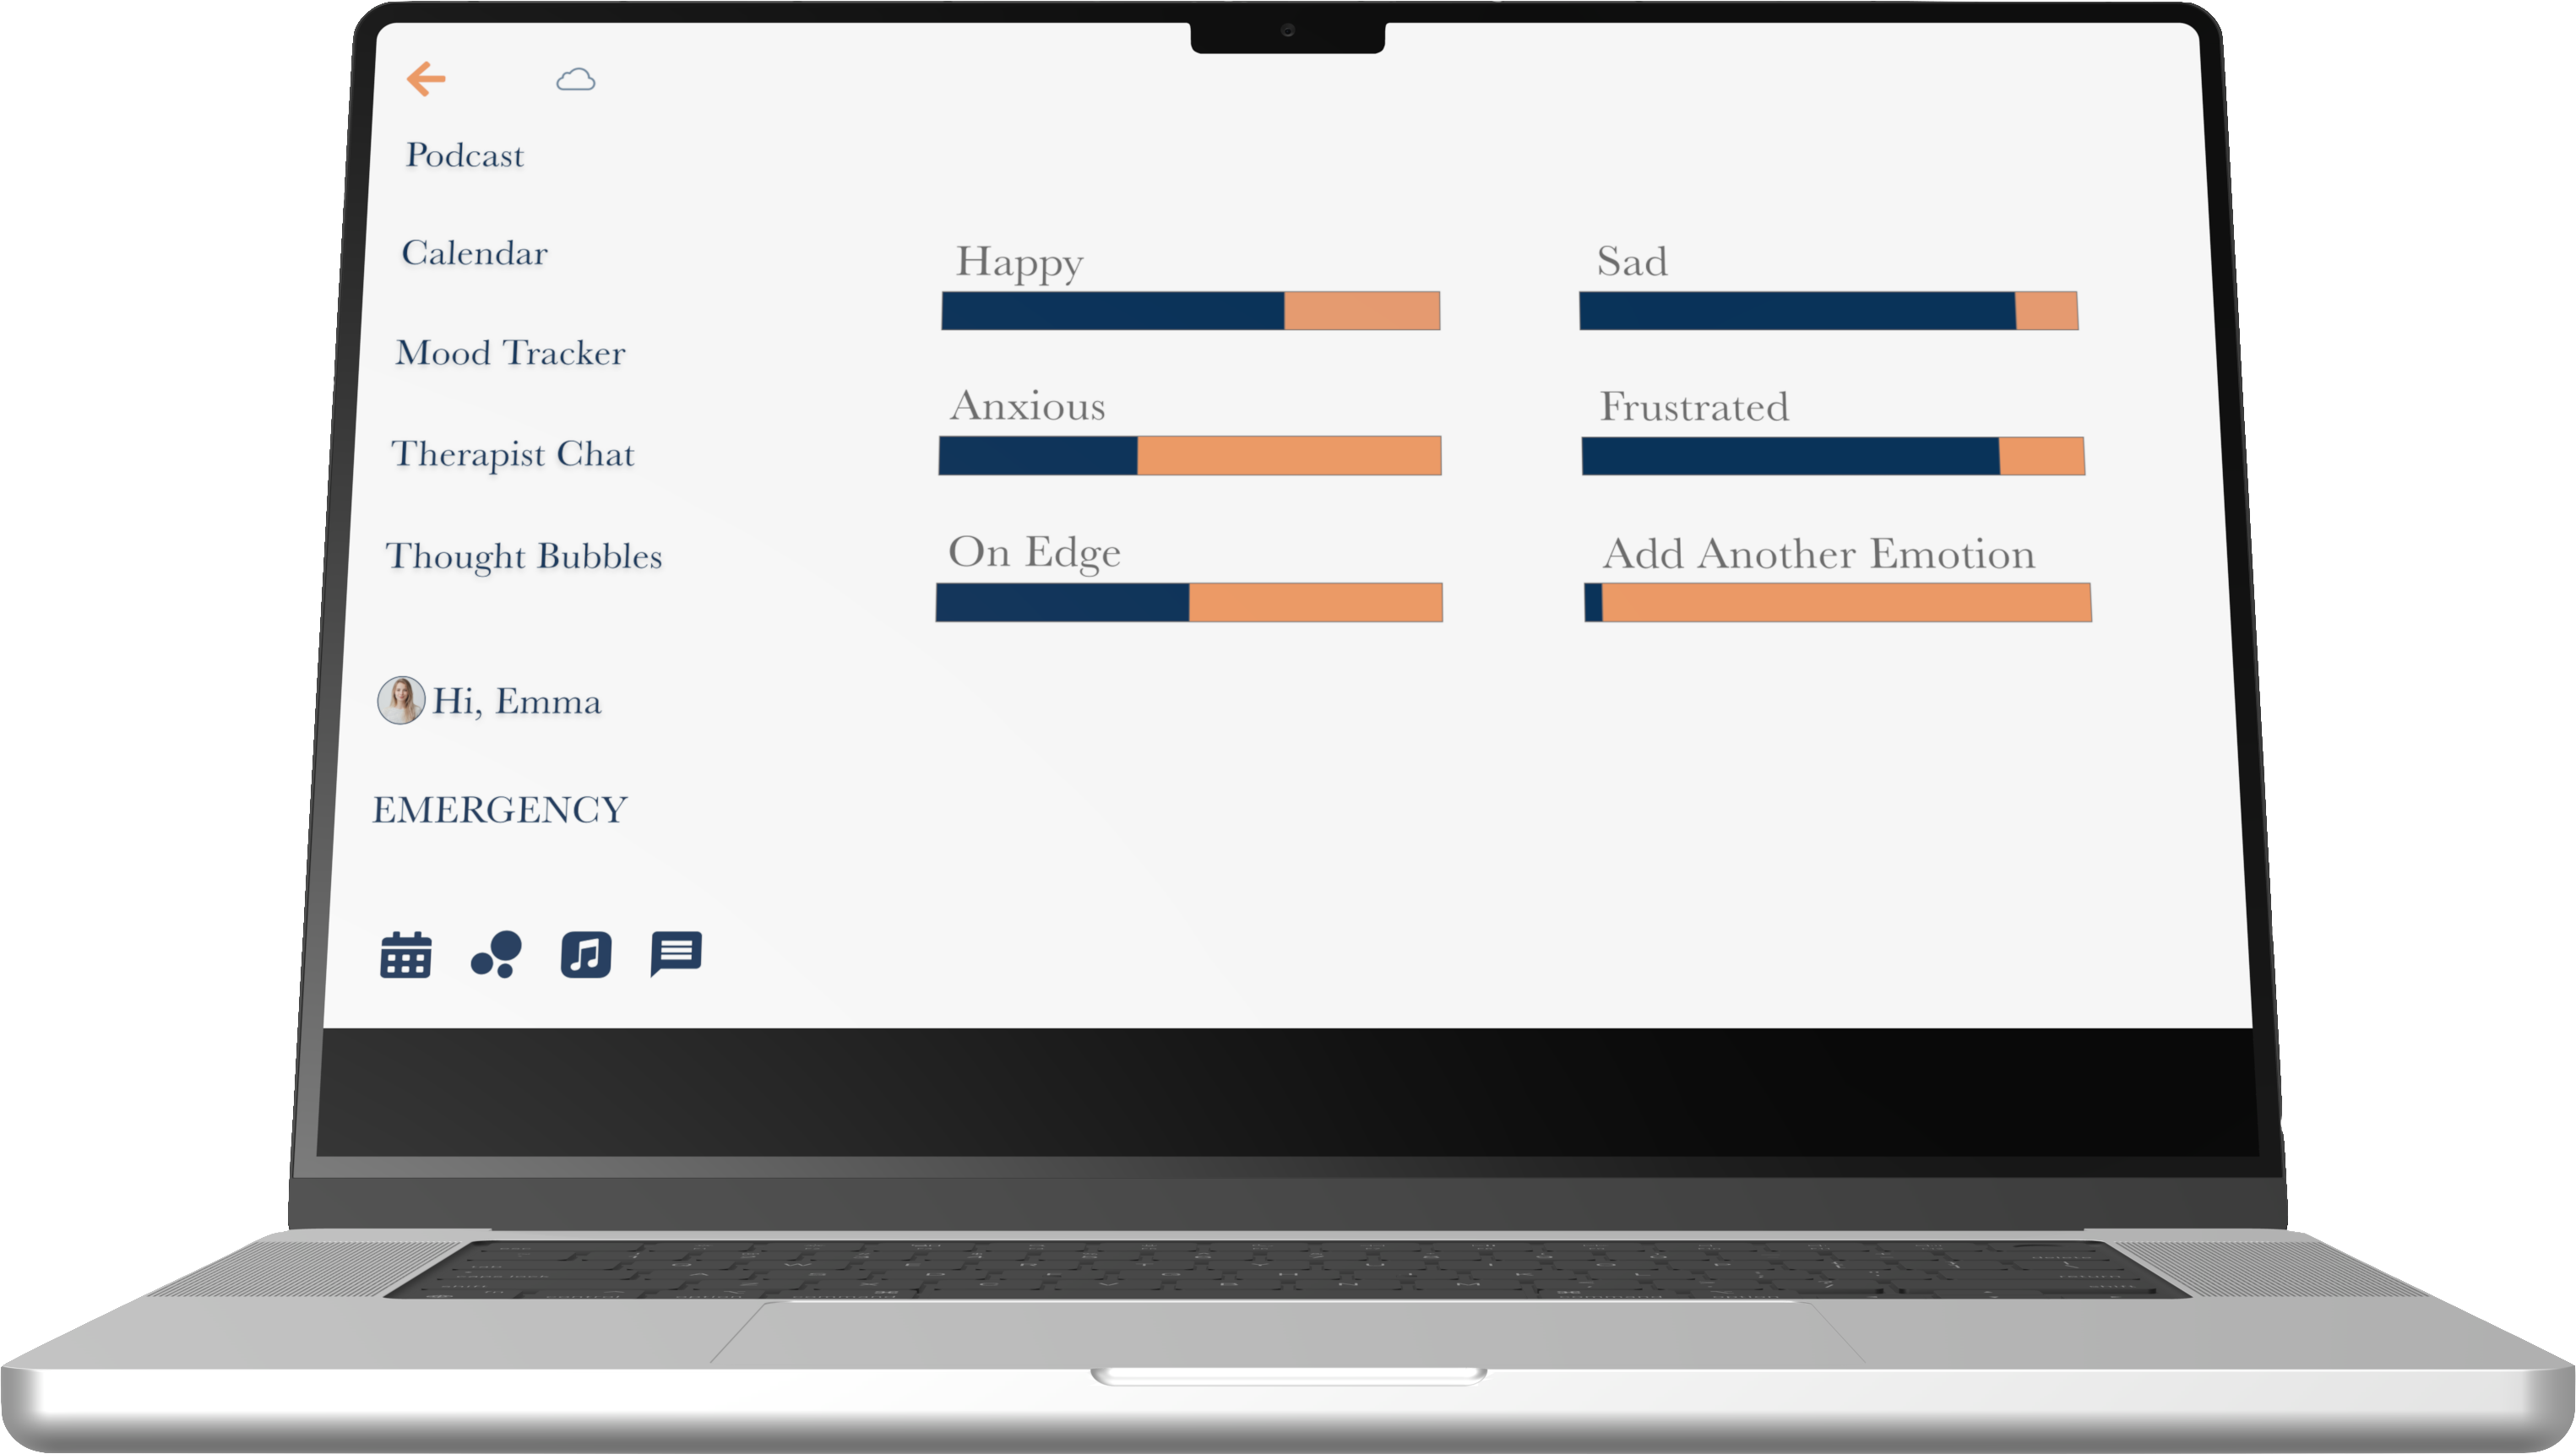 Podcast
Calendar
Mood Tracker
Therapist Chat
Thought Bubbles
Hi, Emma
EMERGENCY
Happy
Sad
Anxious
Frustrated
On Edge
Add Another Emotion